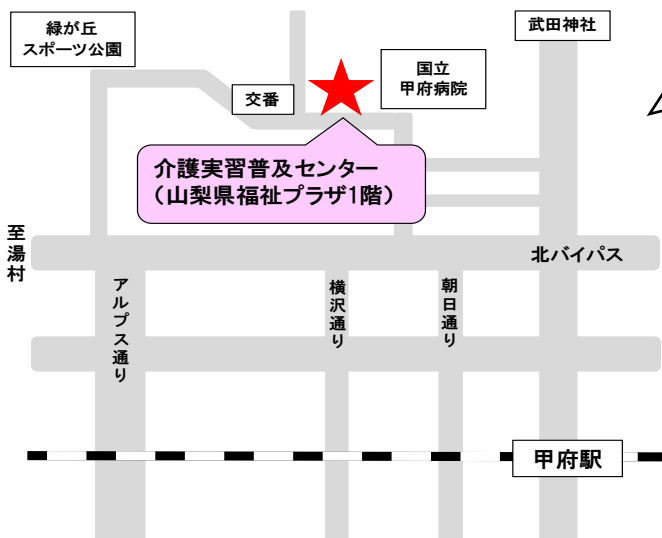 緑が丘
スポーツ公園
武田神社
国立
甲府病院
交番
介護実習普及センター
（山梨県福祉プラザ1階）
至湯村
北バイパス
アルプス通り
横沢通り
朝日通り
甲府駅